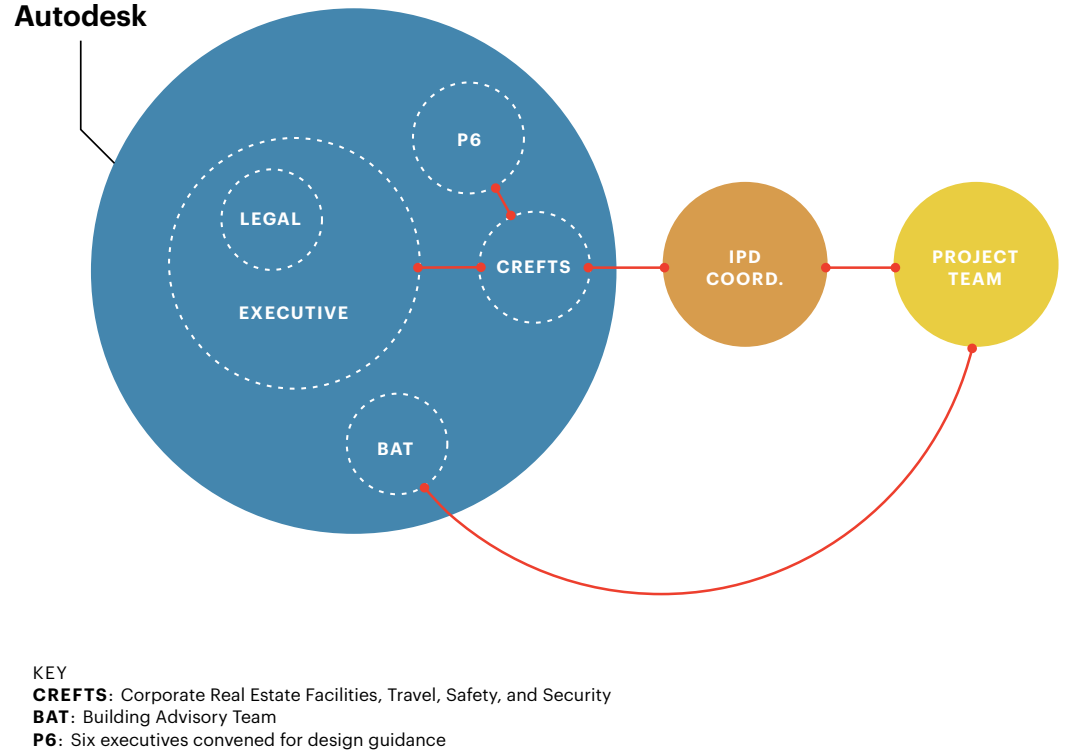 Autodesk
P6
LEGAL
EXECUTIVE
CREFTS
BAT
IPD
COORD.
PROJECT
TEAM
KEY
CREFTS: Corporate Real Estate Facilities, Travel, Safety, and Security
BAT: Building Advisory Team
P6: Six executives convened for design guidance